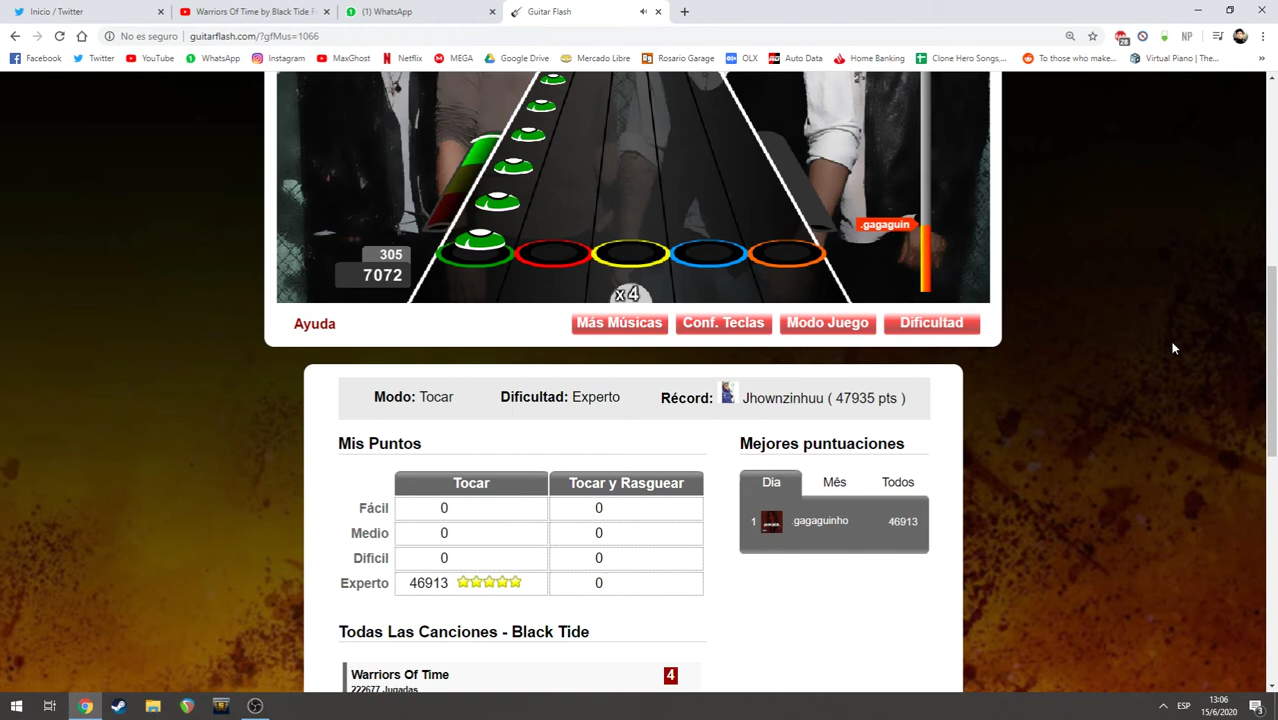 Inicio / Twitter
Warriors Of Time by Black Tide F
(1) WhatsApp
Guitar Flash
No es seguro
guitarflash.com/?gfMus=1066
28
NP
Facebook
Twitter
YouTube
WhatsApp
Instagram
MaxGhost
Netflix
MEGA
Google Drive
Mercado Libre
Rosario Garage
OLX
Auto Data
Home Banking
Clone Hero Songs,...
To those who make...
Virtual Piano | The...
.gagaguin
305
7072
x4
Ayuda
Más Músicas
Conf. Teclas
Modo Juego
Dificultad
Modo: Tocar
Dificultad: Experto
Récord: Jhownzinhuu ( 47935 pts )
Mis Puntos
Tocar
Tocar y Rasguear
Fácil 0 0
Medio 0 0
Dificil 0 0
Experto 46913 0
Mejores puntuaciones
Dia
Mês
Todos
1 .gagaguinho 46913
Todas Las Canciones - Black Tide
Warriors Of Time
4
222677 Jugadas
ESP
13:06
15/6/2020
3